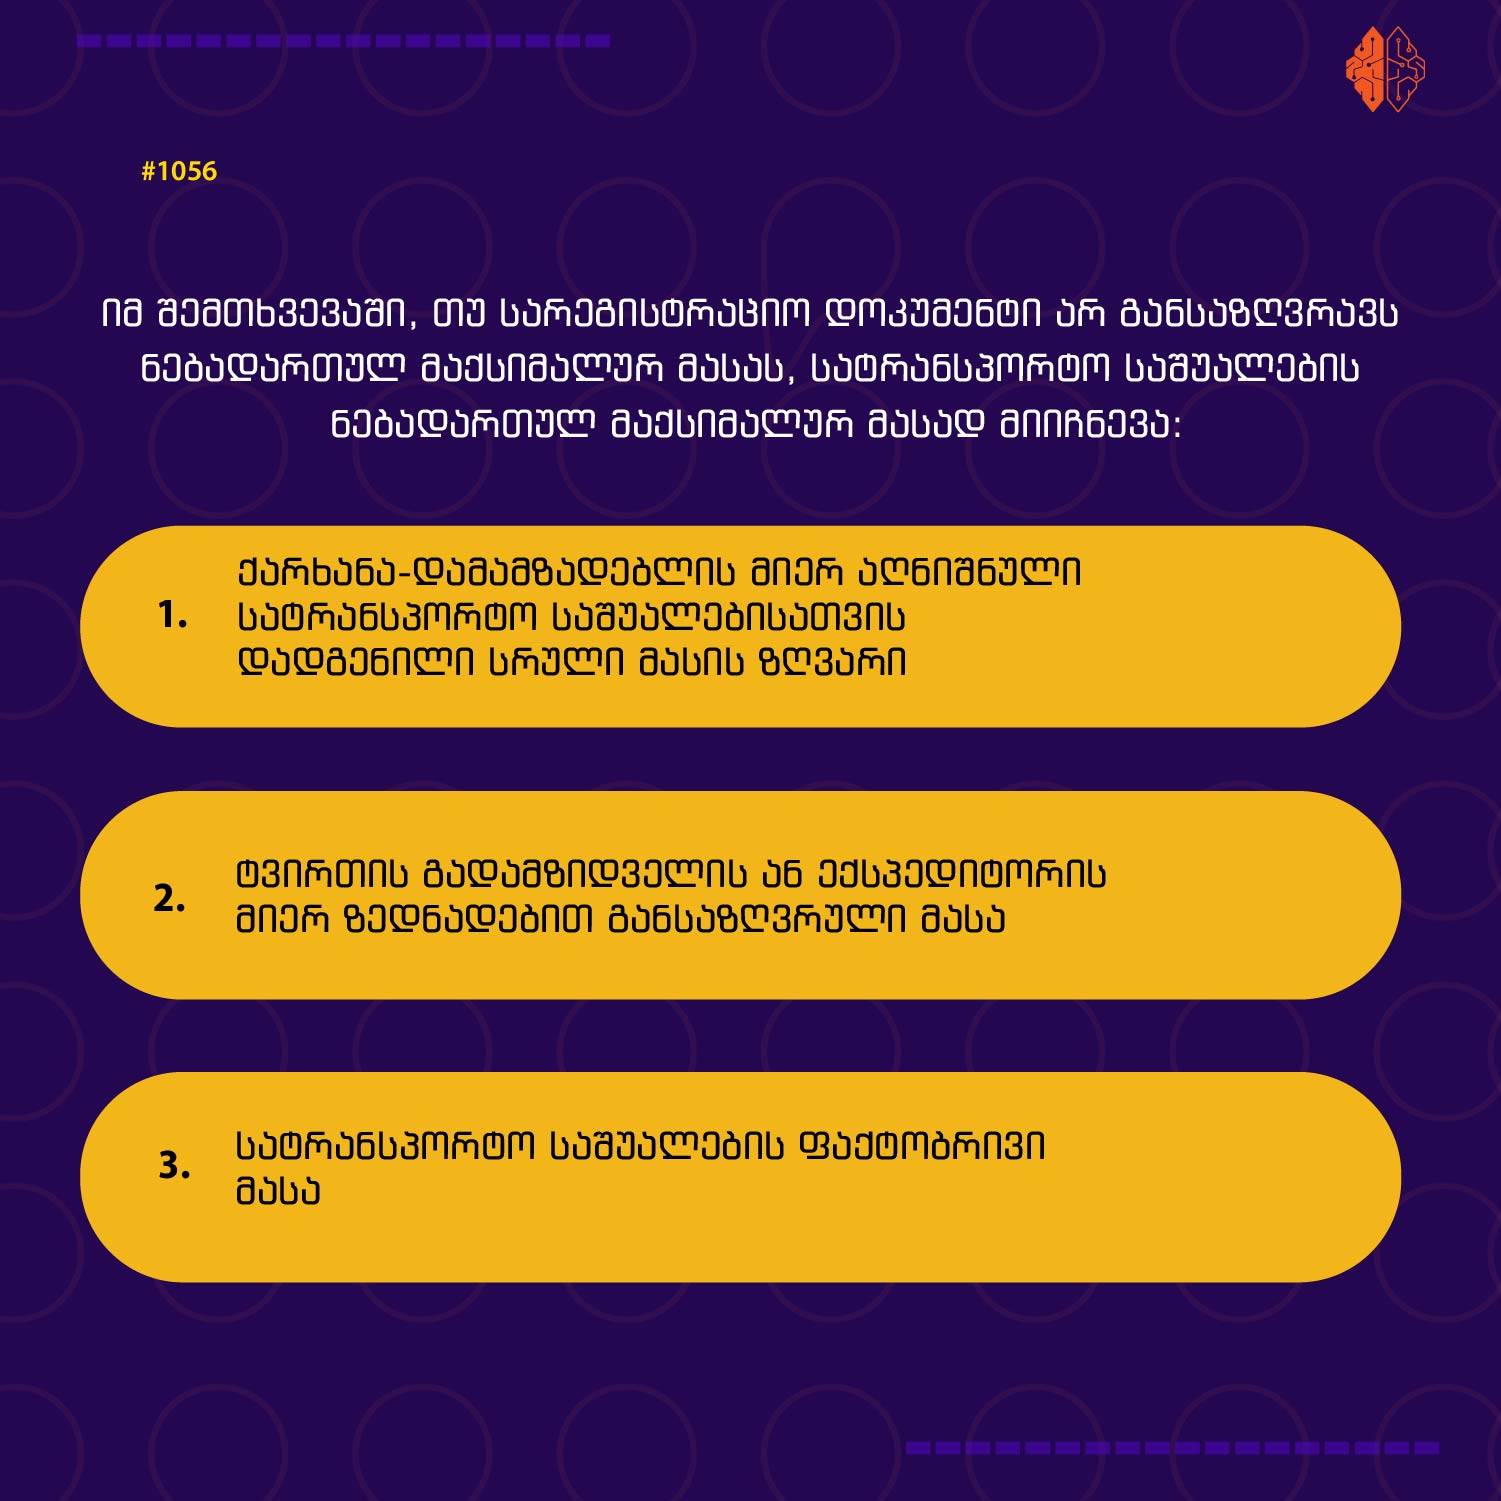 #1056
იმ შემთხვევაში, თუ სარეგისტრაციო დოკუმენტი არ განსაზღვრავს
ნებადართულ მაქსიმალურ მასას, სატრანსპორტო საშუალების
ნებადართულ მაქსიმალურ მასად მიიჩნევა:
1. ქარხანა-დამამზადებლის მიერ აღნიშნული
სატრანსპორტო საშუალებისათვის
დადგენილი სრული მასის ზღვარი
2. ტვირთის გადამზიდველის ან ექსპედიტორის
მიერ ზედნადებით განსაზღვრული მასა
3. სატრანსპორტო საშუალების ფაქტობრივი
მასა